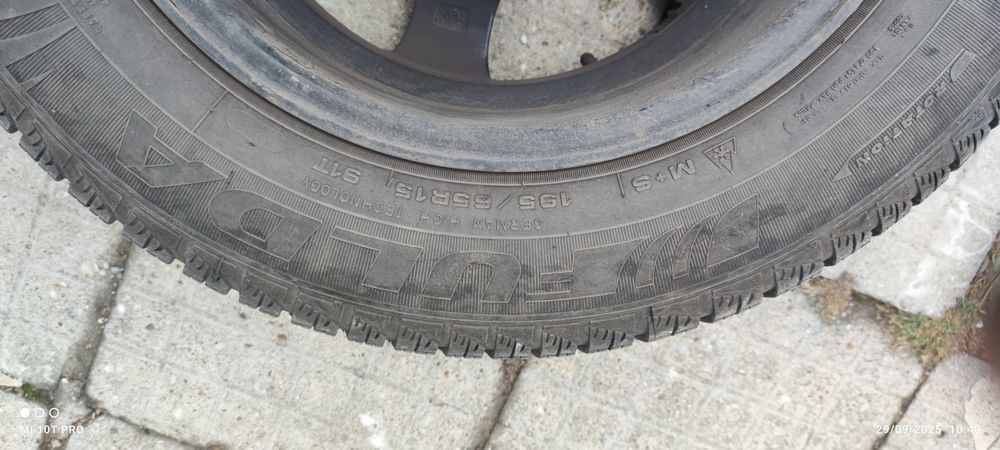 FULDA
GERMAN HIGH TECHNOLOGY
195/65R15 91T
M+S
ROTATION
MI 10T PRO
29/09/2025 10:40